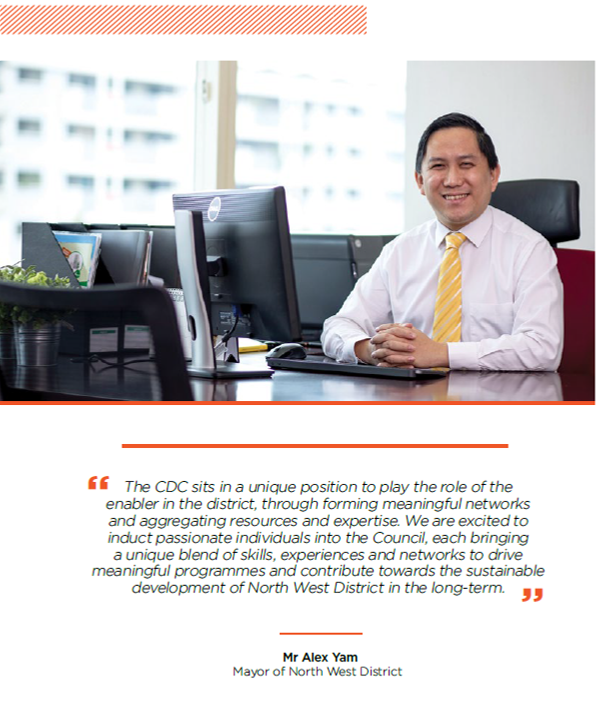 “ The CDC sits in a unique position to play the role of the
enabler in the district, through forming meaningful networks
and aggregating resources and expertise. We are excited to
induct passionate individuals into the Council, each bringing
a unique blend of skills, experiences and networks to drive
meaningful programmes and contribute towards the sustainable
development of North West District in the long-term. ”
Mr Alex Yam
Mayor of North West District